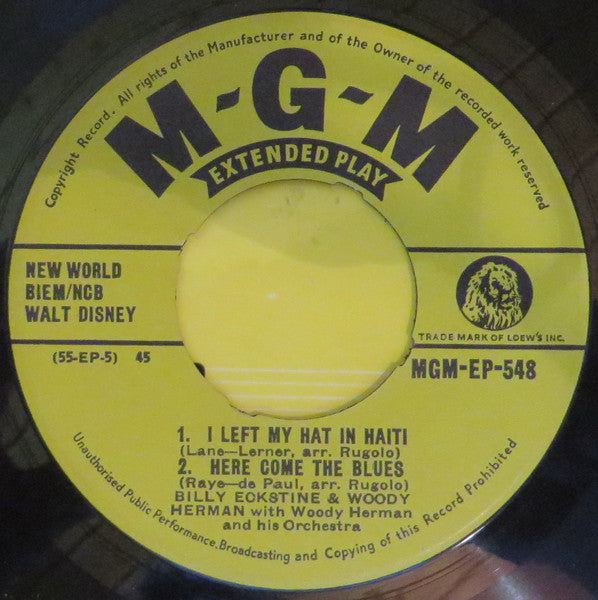 Copyright Record. All rights of the Manufacturer and of the Owner of the recorded work reserved
M-G-M
EXTENDED PLAY
NEW WORLD
BIEM/NCB
WALT DISNEY
TRADE MARK OF LOEW'S INC.
(55-EP-5) 45
MGM-EP-548
1. I LEFT MY HAT IN HAITI
(Lane—Lerner, arr. Rugolo)
2. HERE COME THE BLUES
(Raye—de Paul, arr. Rugolo)
BILLY ECKSTINE & WOODY
HERMAN with Woody Herman
and his Orchestra
Unauthorised Public Performance, Broadcasting and Copying of this Record Prohibited